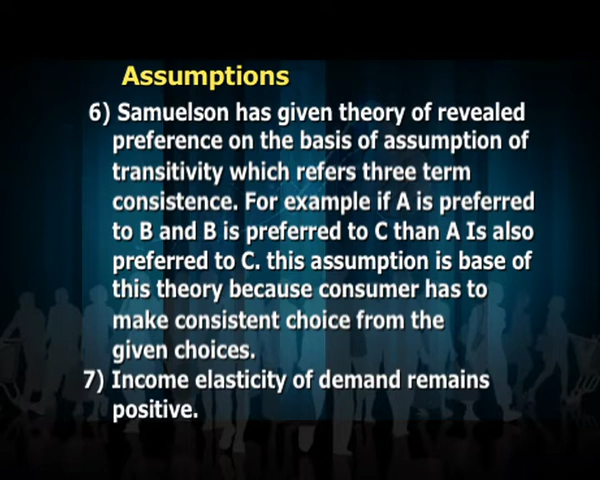 Assumptions
6) Samuelson has given theory of revealed
preference on the basis of assumption of
transitivity which refers three term
consistence. For example if A is preferred
to B and B is preferred to C than A Is also
preferred to C. this assumption is base of
this theory because consumer has to
make consistent choice from the
given choices.
7) Income elasticity of demand remains
positive.